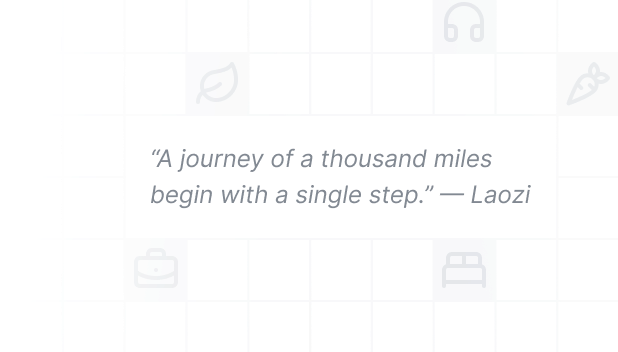 “A journey of a thousand miles
begin with a single step.” — Laozi